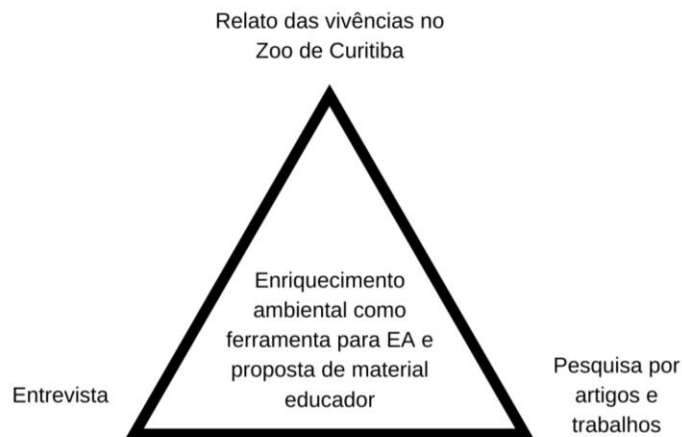 Relato das vivências no
Zoo de Curitiba
Enriquecimento
ambiental como
ferramenta para EA e
proposta de material
educador
Entrevista
Pesquisa por
artigos e
trabalhos